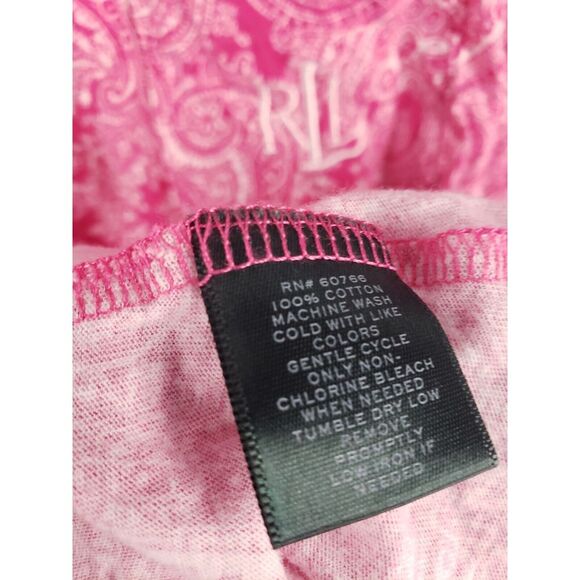 RLL
RN# 60766
100% COTTON
MACHINE WASH
COLD WITH LIKE
COLORS
GENTLE CYCLE
ONLY NON-
CHLORINE BLEACH
WHEN NEEDED
TUMBLE DRY LOW
REMOVE
PROMPTLY
LOW IRON IF
NEEDED